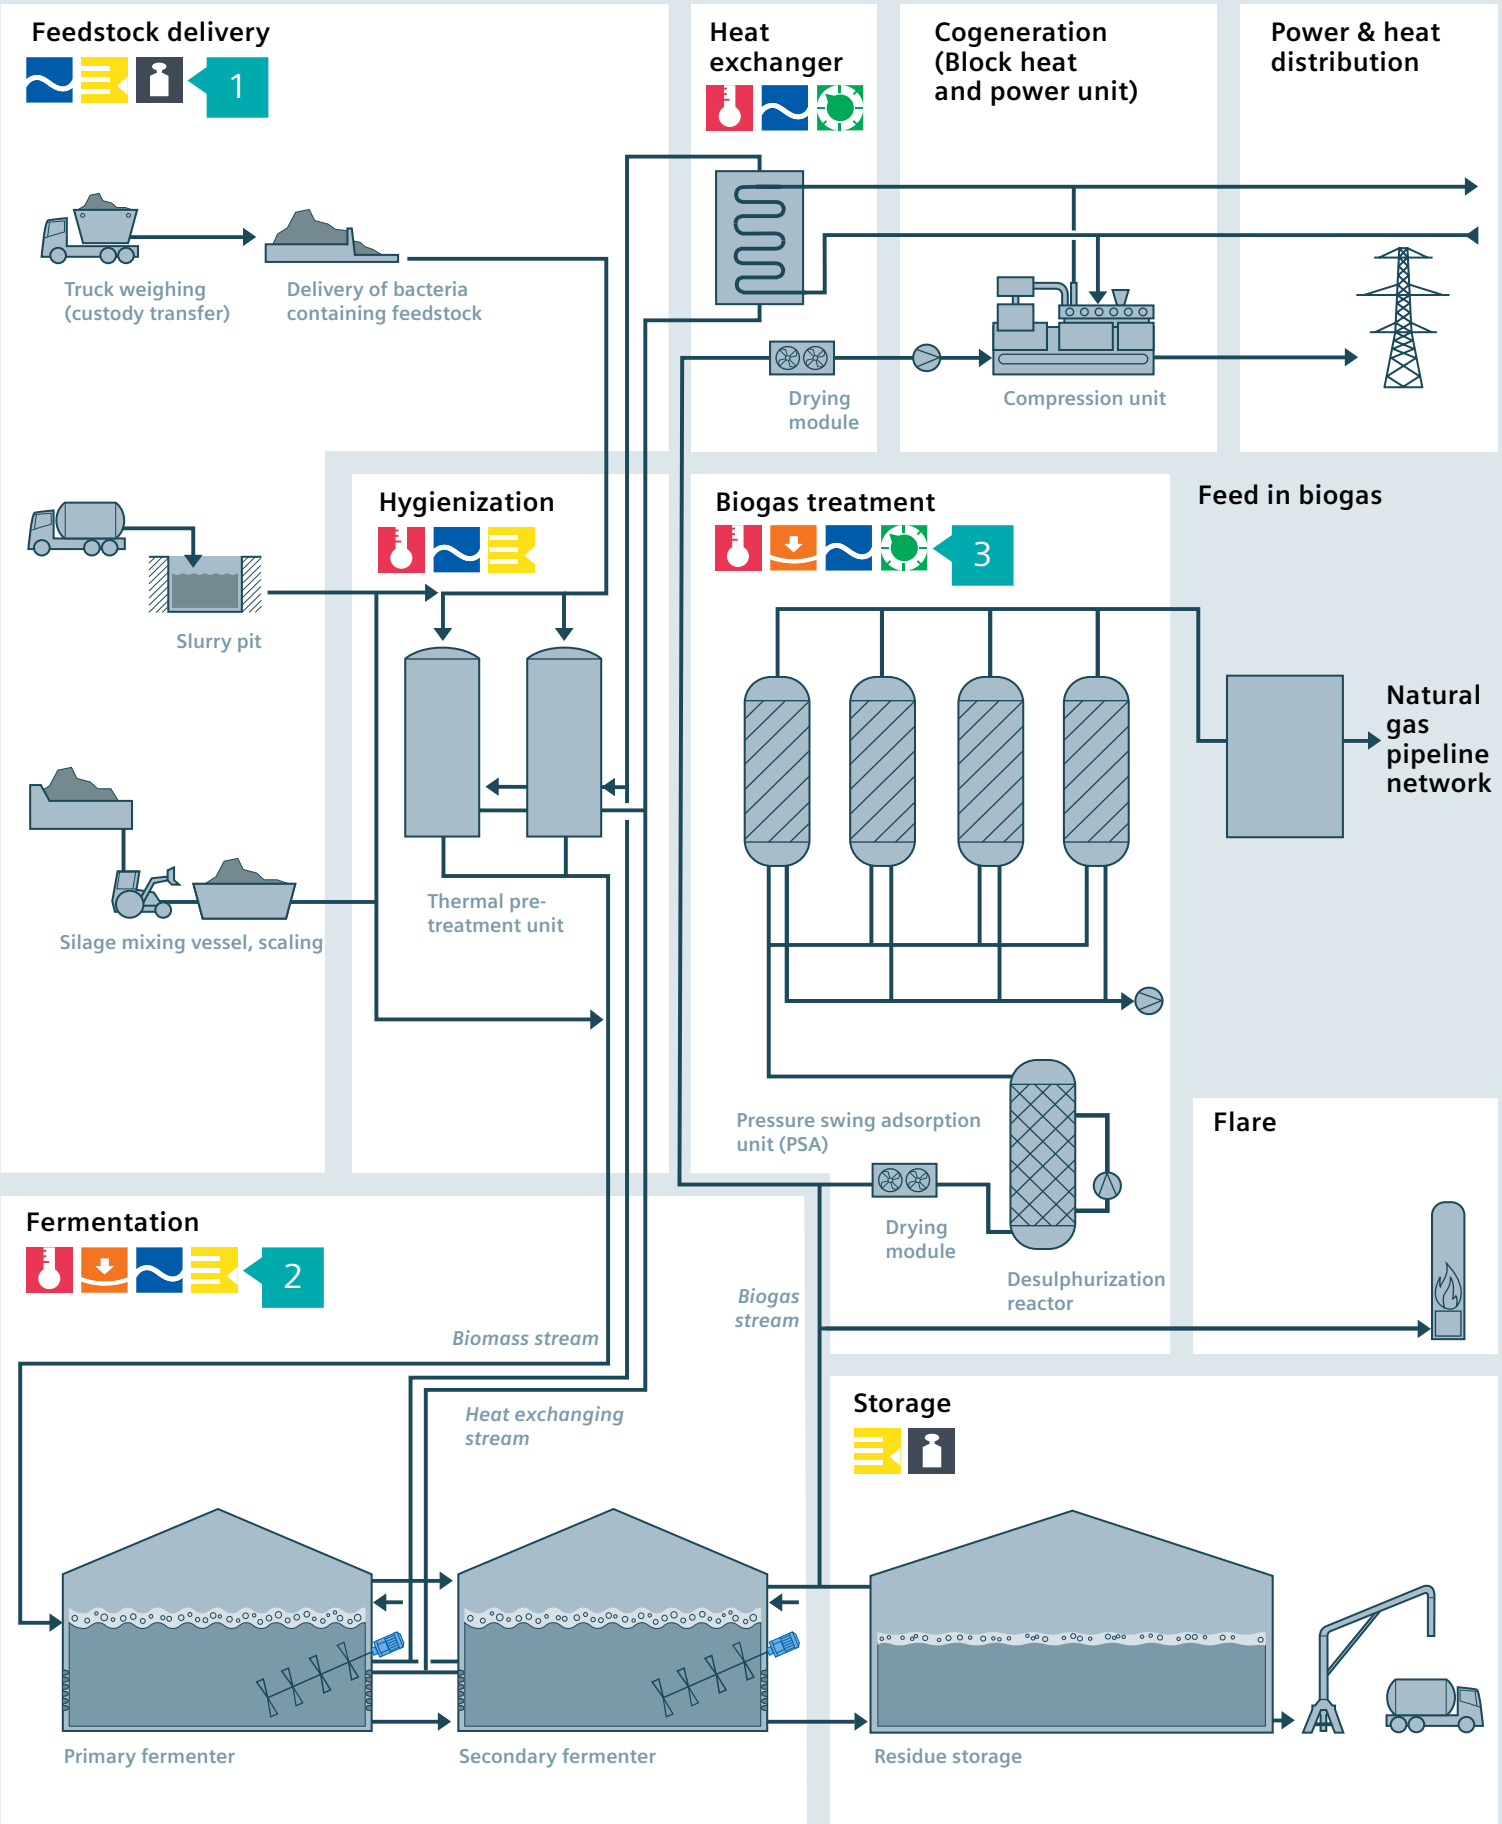 Feedstock delivery
1
Truck weighing
(custody transfer)
Delivery of bacteria
containing feedstock
Slurry pit
Silage mixing vessel, scaling
Heat
exchanger
Drying
module
Cogeneration
(Block heat
and power unit)
Compression unit
Power & heat
distribution
Hygienization
Thermal pre-
treatment unit
Biogas treatment
3
Pressure swing adsorption
unit (PSA)
Drying
module
Desulphurization
reactor
Feed in biogas
Natural
gas
pipeline
network
Flare
Fermentation
2
Biomass stream
Heat exchanging
stream
Biogas
stream
Primary fermenter
Secondary fermenter
Storage
Residue storage